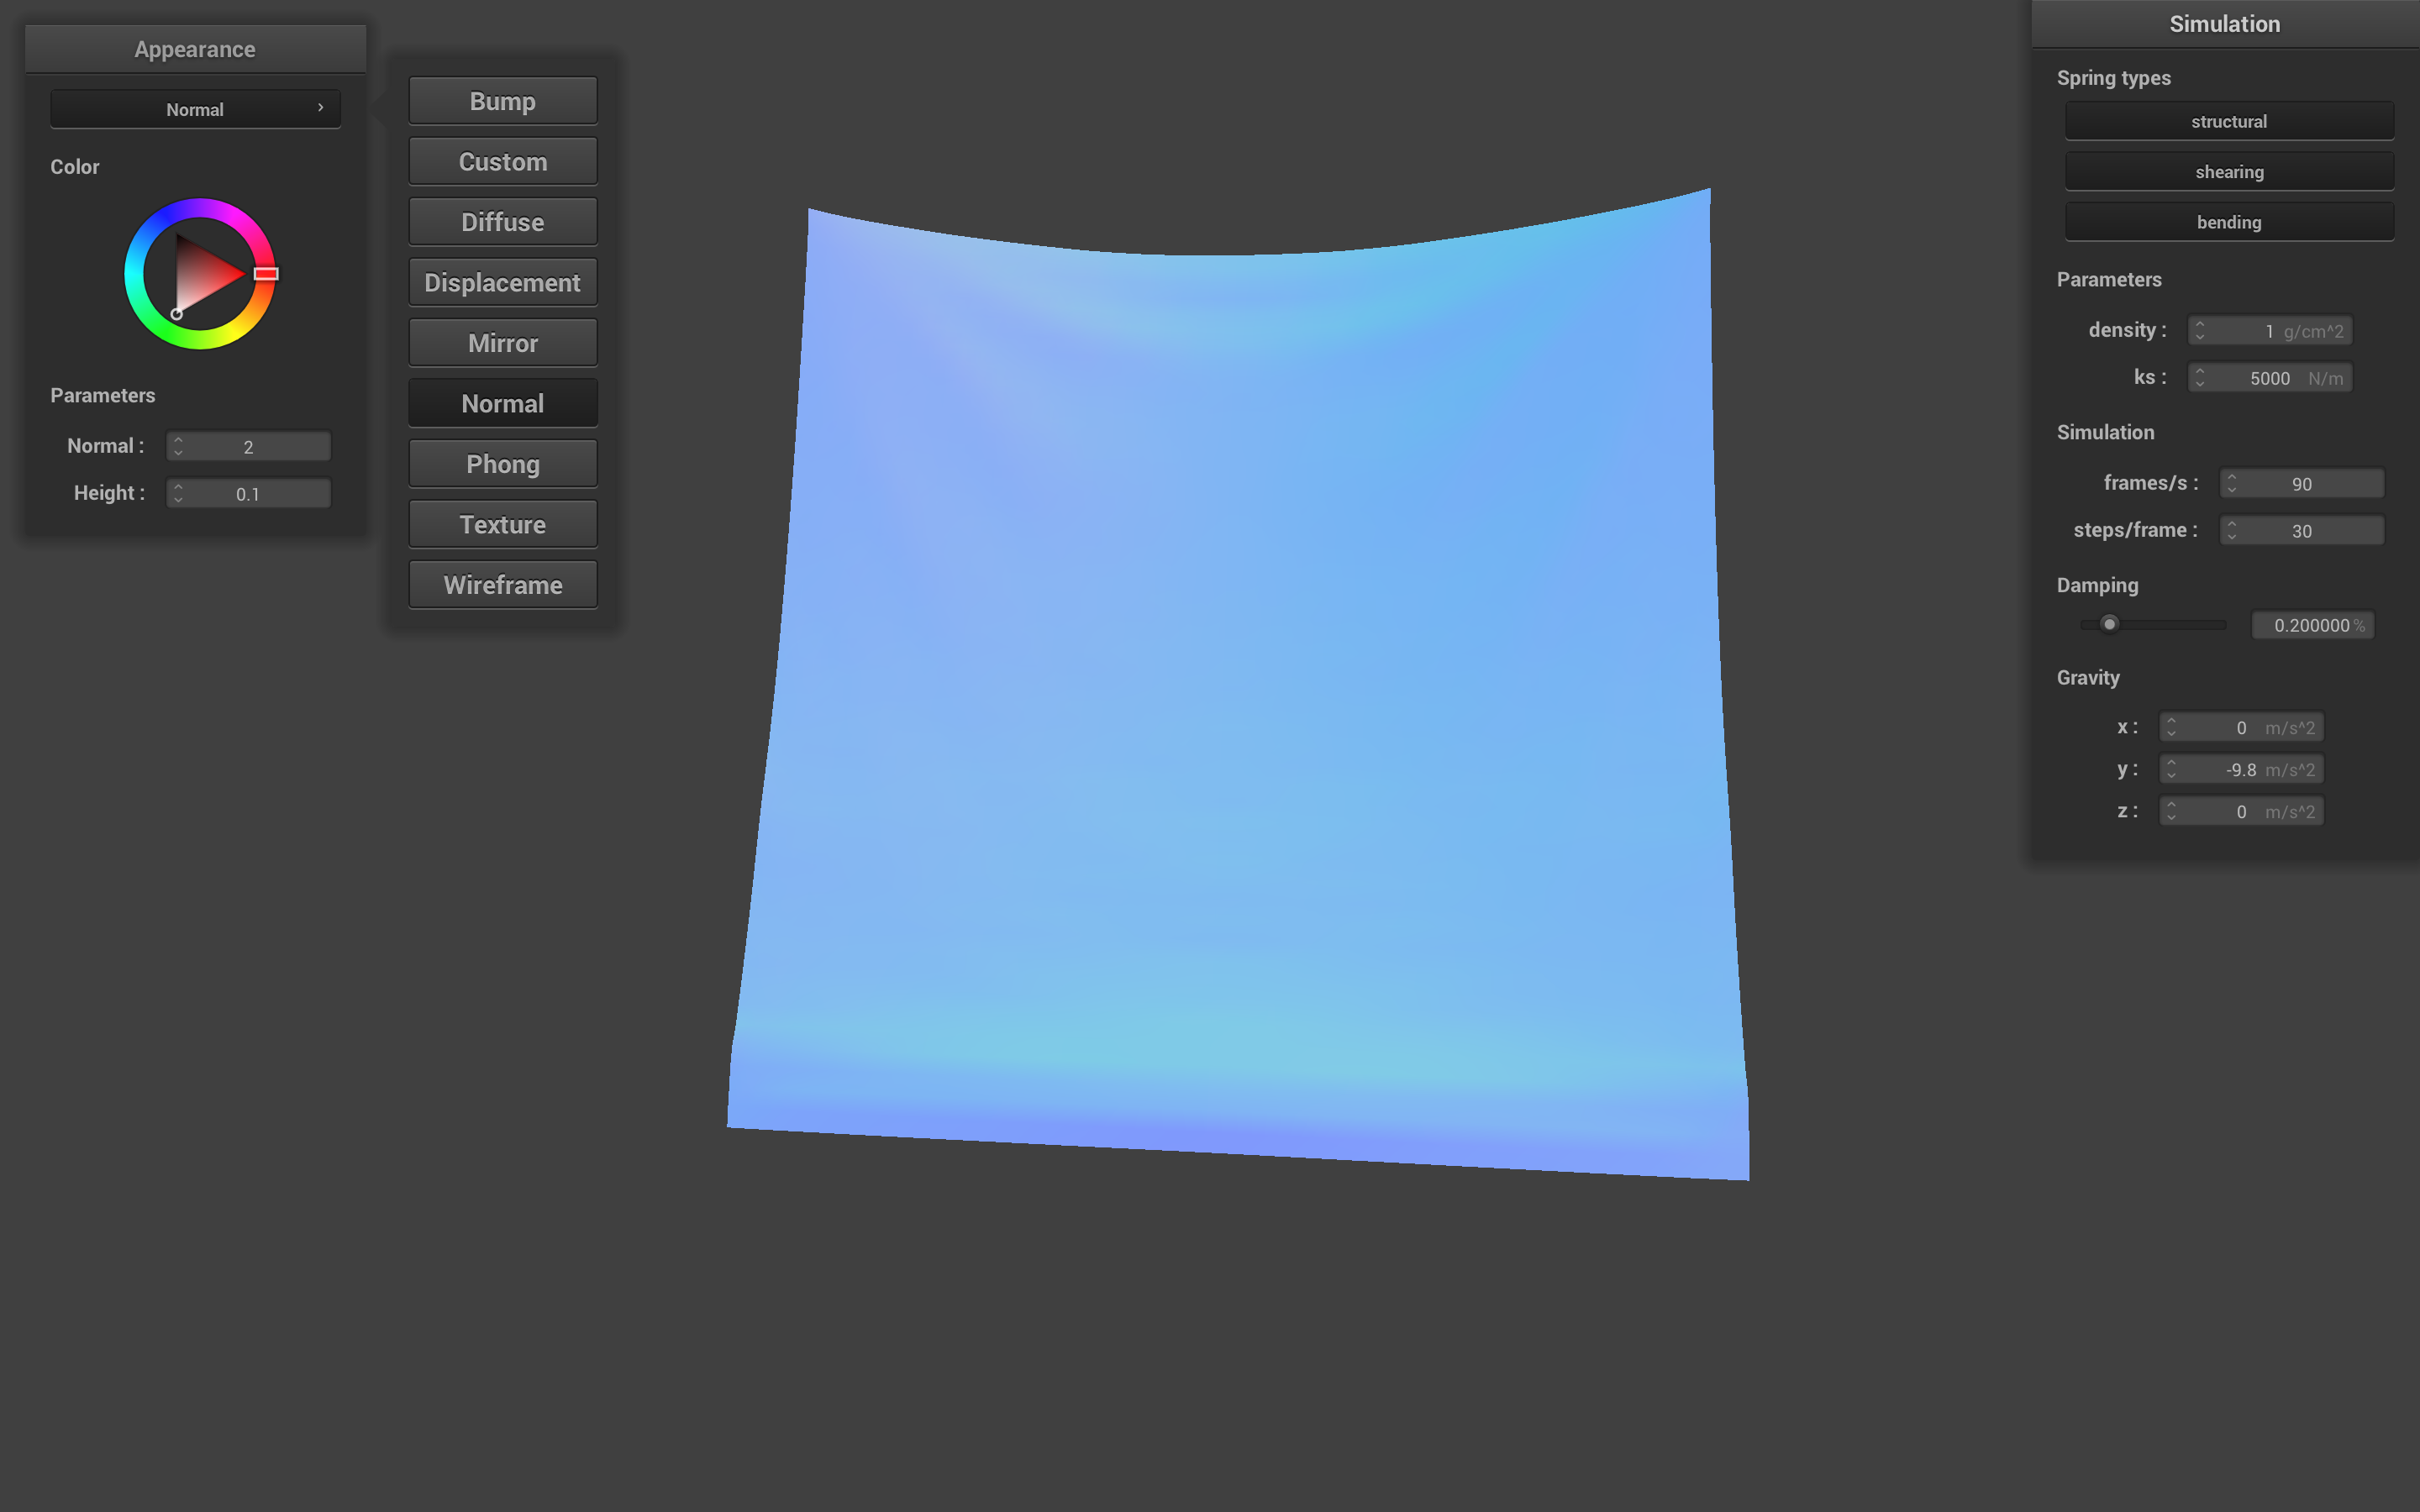 Appearance
Normal
Color
Parameters
Normal : 2
Height : 0.1
Bump
Custom
Diffuse
Displacement
Mirror
Normal
Phong
Texture
Wireframe
Simulation
Spring types
structural
shearing
bending
Parameters
density : 1 g/cm^2
ks : 5000 N/m
Simulation
frames/s : 90
steps/frame : 30
Damping
0.200000 %
Gravity
x : 0 m/s^2
y : -9.8 m/s^2
z : 0 m/s^2